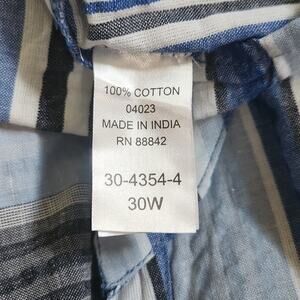 100% COTTON
04023
MADE IN INDIA
RN 88842
30-4354-4
30W